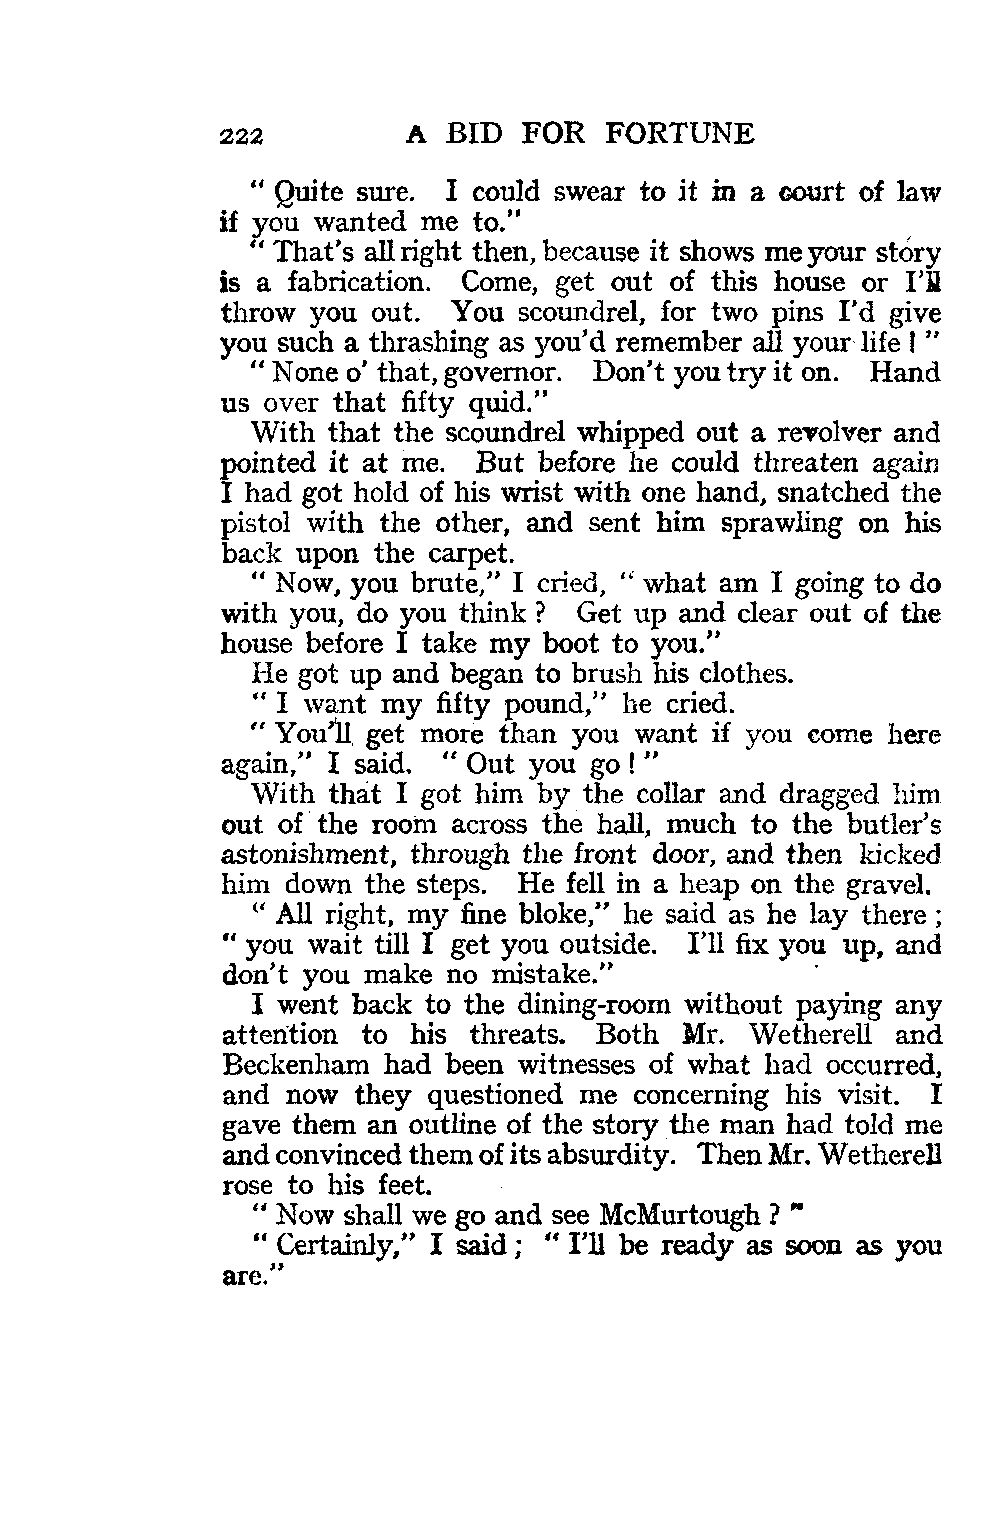 222 A BID FOR FORTUNE
" Quite sure. I could swear to it in a court of law
if you wanted me to."
" That's all right then, because it shows me your story
is a fabrication. Come, get out of this house or I'll
throw you out. You scoundrel, for two pins I'd give
you such a thrashing as you'd remember all your life ! "
" None o' that, governor. Don't you try it on. Hand
us over that fifty quid."
With that the scoundrel whipped out a revolver and
pointed it at me. But before he could threaten again
I had got hold of his wrist with one hand, snatched the
pistol with the other, and sent him sprawling on his
back upon the carpet.
" Now, you brute," I cried, " what am I going to do
with you, do you think ? Get up and clear out of the
house before I take my boot to you."
He got up and began to brush his clothes.
" I want my fifty pound," he cried.
" You'll get more than you want if you come here
again," I said. " Out you go ! "
With that I got him by the collar and dragged him
out of the room across the hall, much to the butler's
astonishment, through the front door, and then kicked
him down the steps. He fell in a heap on the gravel.
" All right, my fine bloke," he said as he lay there ;
" you wait till I get you outside. I'll fix you up, and
don't you make no mistake."
I went back to the dining-room without paying any
attention to his threats. Both Mr. Wetherell and
Beckenham had been witnesses of what had occurred,
and now they questioned me concerning his visit. I
gave them an outline of the story the man had told me
and convinced them of its absurdity. Then Mr. Wetherell
rose to his feet.
" Now shall we go and see McMurtough ? "
" Certainly," I said ; " I'll be ready as soon as you
are."